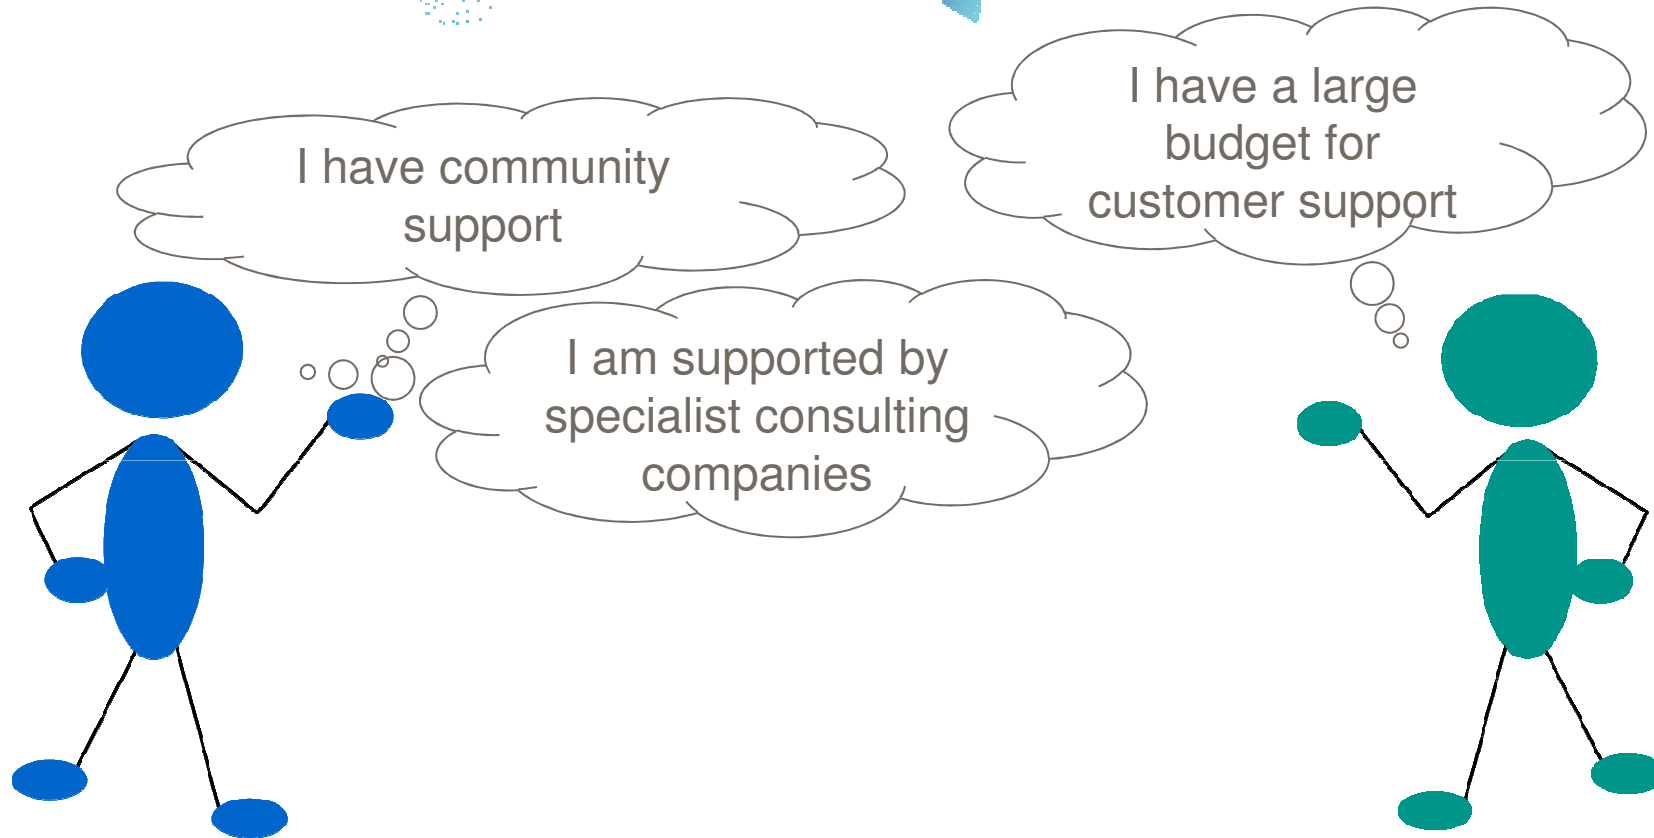 I have community
support
I am supported by
specialist consulting
companies
I have a large
budget for
customer support